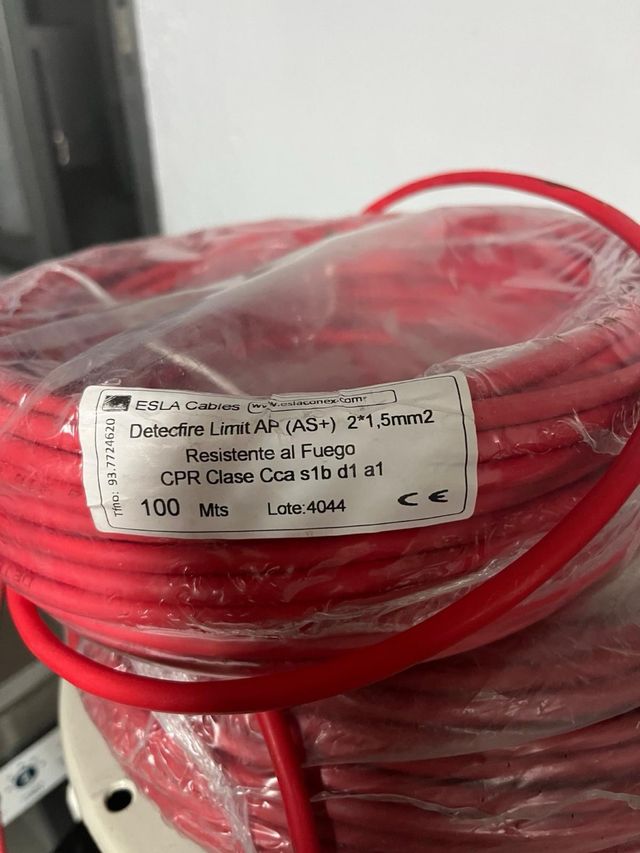 ESLA Cables www.eslaconex.com
Detecfire Limit AP (AS+) 2*1,5mm2
Resistente al Fuego
CPR Clase Cca s1b d1 a1
100 Mts Lote:4044 CE
Tfno: 93.7724620